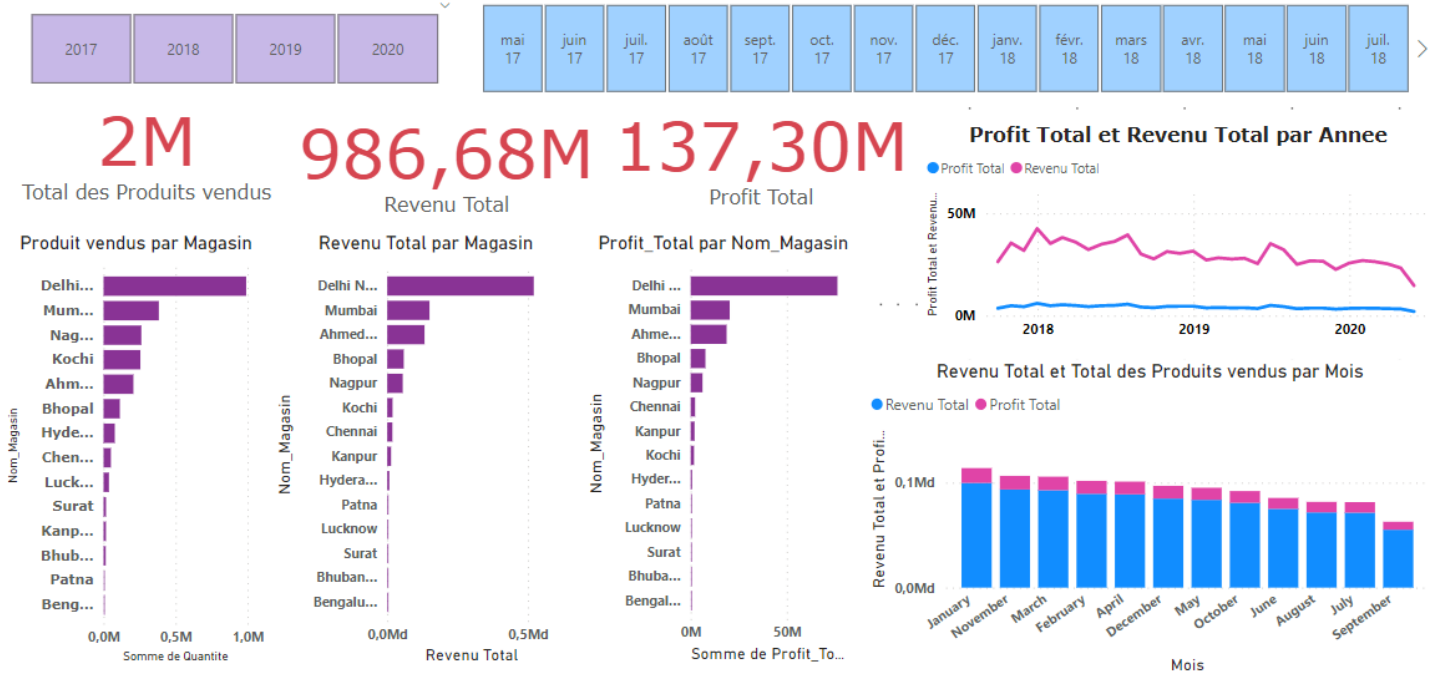 2017
2018
2019
2020
mai
17
juin
17
juil.
17
août
17
sept.
17
oct.
17
nov.
17
déc.
17
janv.
18
févr.
18
mars
18
avr.
18
mai
18
juin
18
juil.
18
2M
Total des Produits vendus
986,68M
Revenu Total
137,30M
Profit Total
Profit Total et Revenu Total par Annee
Profit Total
Revenu Total
Profit Total et Revenu...
50M
0M
2018
2019
2020
Produit vendus par Magasin
Nom_Magasin
Delhi...
Mum...
Nag...
Kochi
Ahm...
Bhopal
Hyde...
Chen...
Luck...
Surat
Kanp...
Bhub...
Patna
Beng...
0,0M
0,5M
1,0M
Somme de Quantite
Revenu Total par Magasin
Nom_Magasin
Delhi N...
Mumbai
Ahmed...
Bhopal
Nagpur
Kochi
Chennai
Kanpur
Hydera...
Patna
Lucknow
Surat
Bhuban...
Bengalu...
0,0Md
0,5Md
Revenu Total
Profit_Total par Nom_Magasin
Nom_Magasin
Delhi ...
Mumbai
Ahme...
Bhopal
Nagpur
Chennai
Kanpur
Kochi
Hyder...
Patna
Lucknow
Surat
Bhuba...
Bengal...
0M
50M
Somme de Profit_To...
Revenu Total et Total des Produits vendus par Mois
Revenu Total
Profit Total
Revenu Total et Profi...
0,1Md
0,0Md
January
November
March
February
April
December
May
October
June
August
July
September
Mois